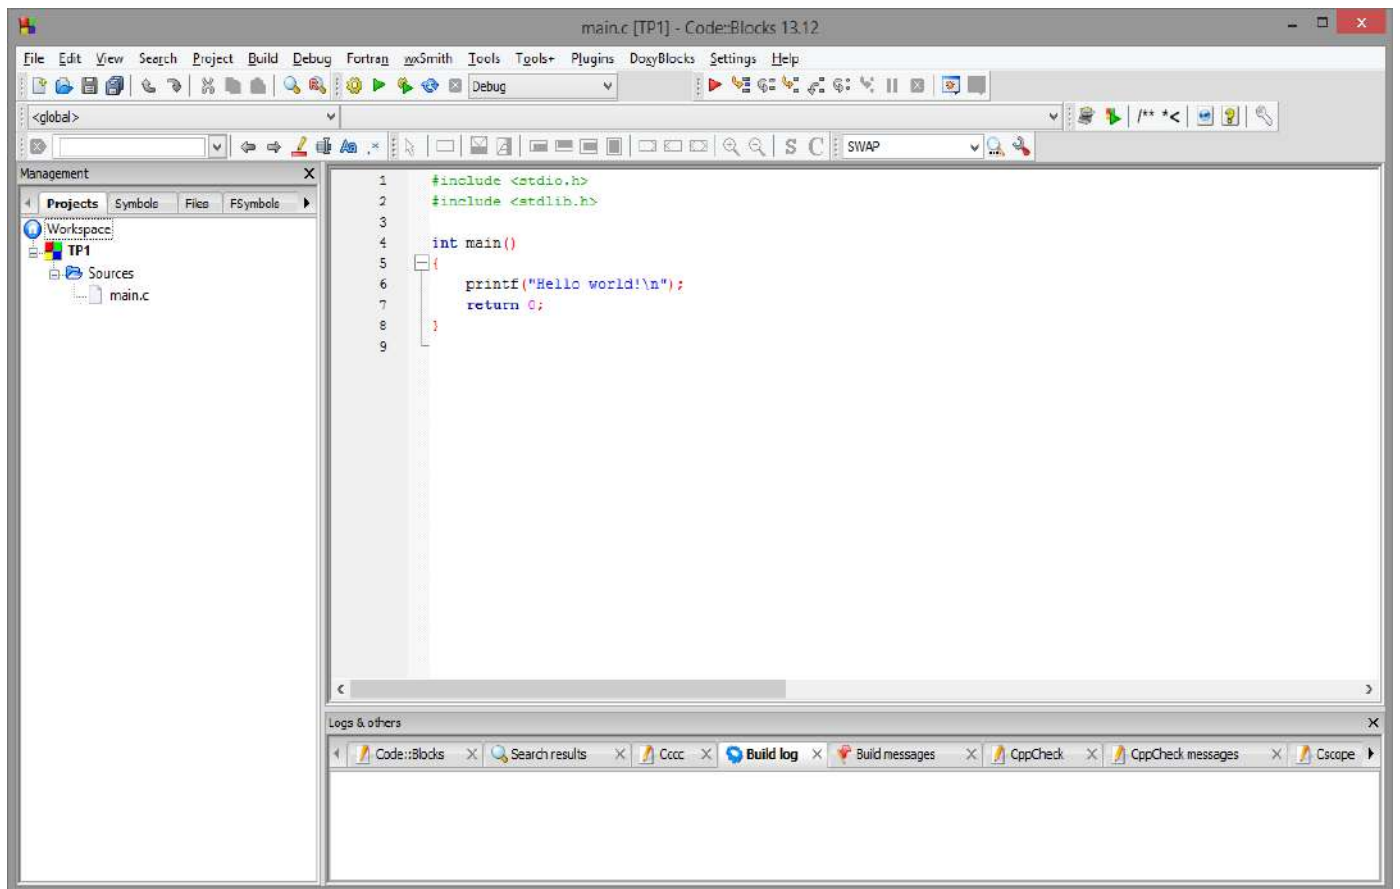 main.c [TP1] - Code::Blocks 13.12
File Edit View Search Project Build Debug Fortran wxSmith Tools Tools+ Plugins DoxyBlocks Settings Help
Debug
<global>
/** *<
S C SWAP
Management
Projects Symbols Files FSymbols
Workspace
TP1
Sources
main.c
1 #include <stdio.h>
2 #include <stdlib.h>
3
4 int main()
5 {
6 printf("Hello world!\n");
7 return 0;
8 }
9
Logs & others
Code::Blocks Search results Cccc Build log Build messages CppCheck CppCheck messages Cscope